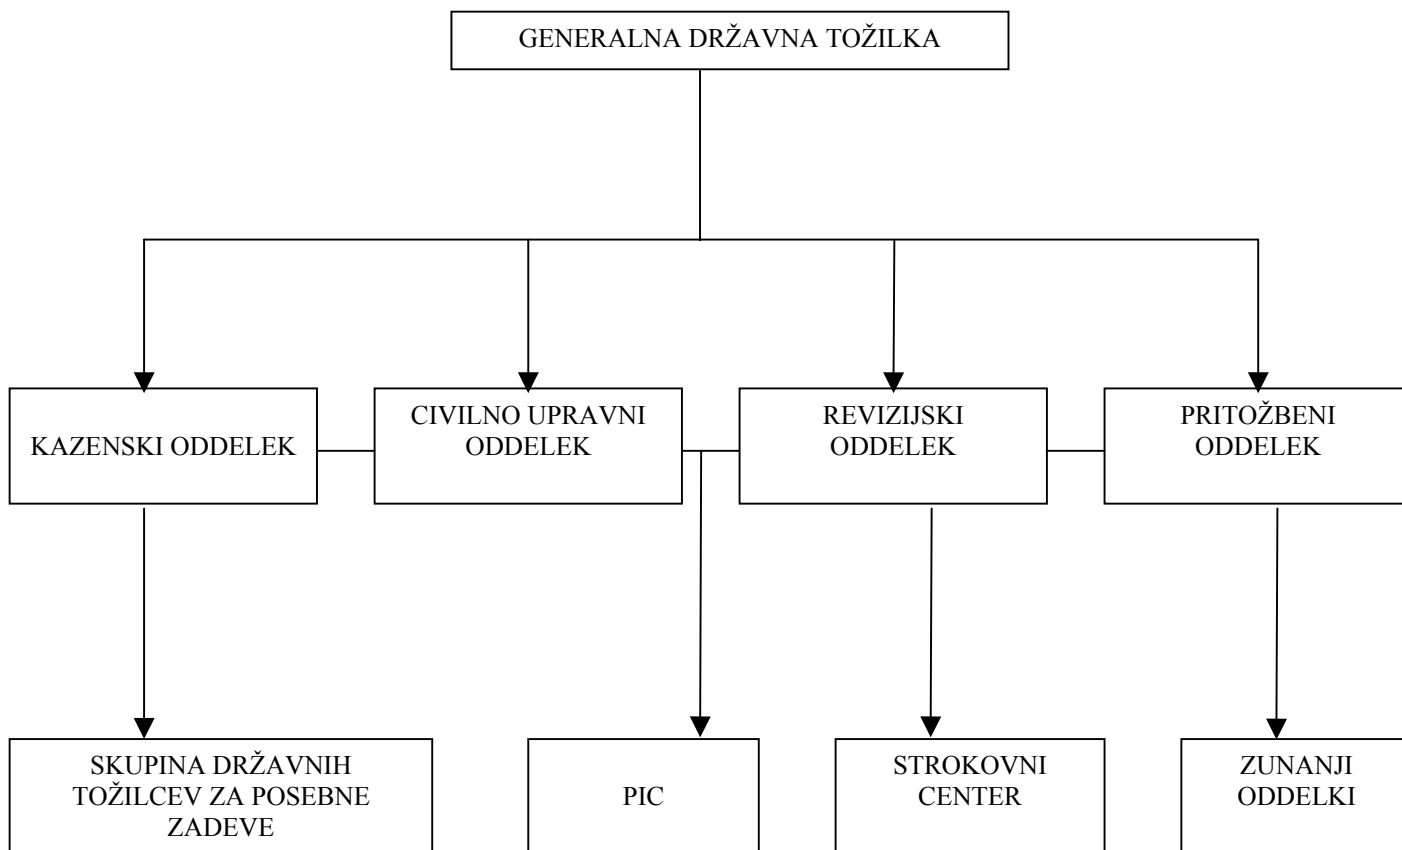 GENERALNA DRŽAVNA TOŽILKA
KAZENSKI ODDELEK
CIVILNO UPRAVNI
ODDELEK
REVIZIJSKI
ODDELEK
PRITOŽBENI
ODDELEK
SKUPINA DRŽAVNIH
TOŽILCEV ZA POSEBNE
ZADEVE
PIC
STROKOVNI
CENTER
ZUNANJI
ODDELKI